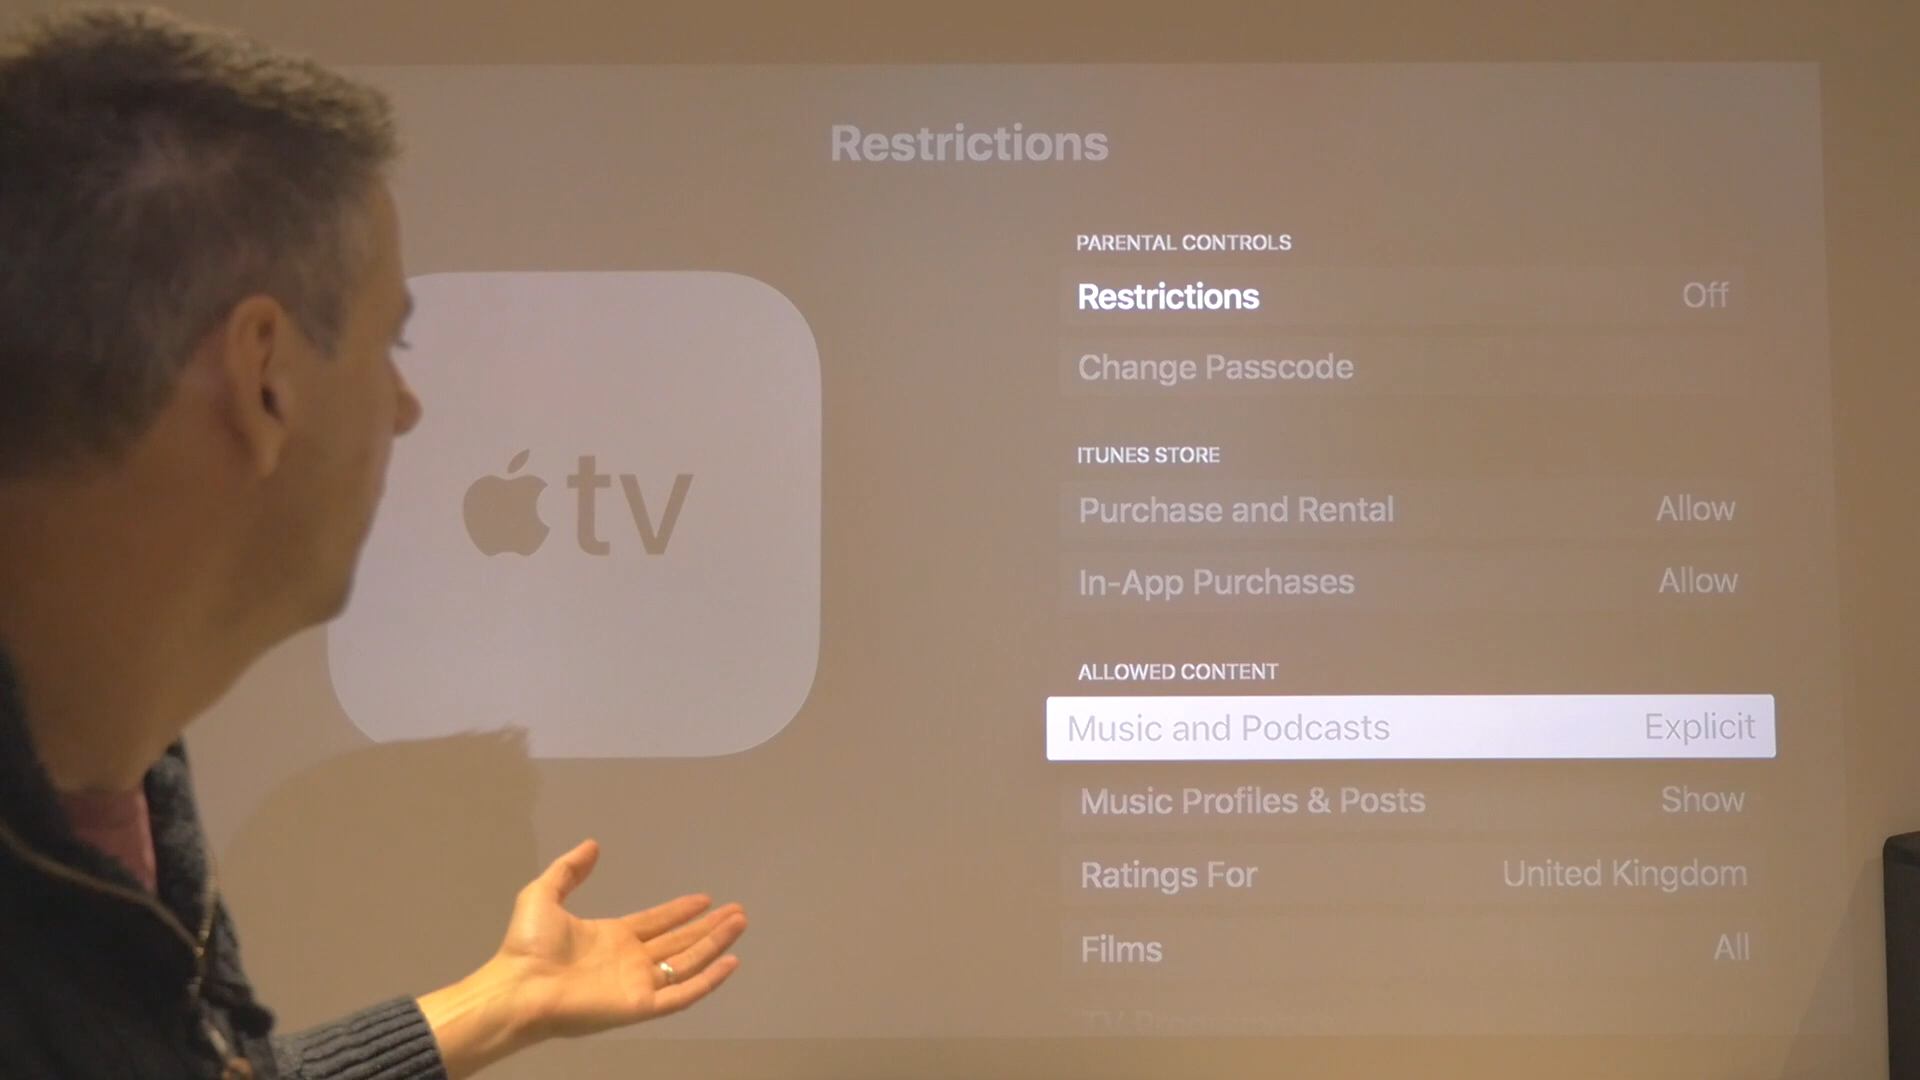 Restrictions
tv
PARENTAL CONTROLS
Restrictions Off
Change Passcode
ITUNES STORE
Purchase and Rental Allow
In-App Purchases Allow
ALLOWED CONTENT
Music and Podcasts Explicit
Music Profiles & Posts Show
Ratings For United Kingdom
Films All